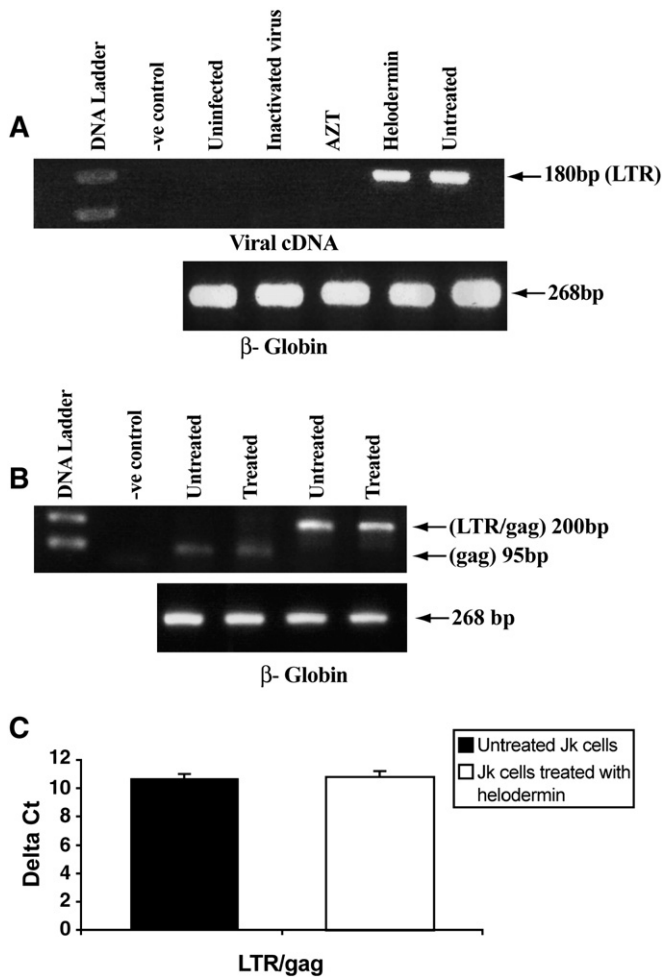 A
DNA Ladder
-ve control
Uninfected
Inactivated virus
AZT
Helodermin
Untreated
180bp (LTR)
Viral cDNA
268bp
β- Globin
B
DNA Ladder
-ve control
Untreated
Treated
Untreated
Treated
(LTR/gag) 200bp
(gag) 95bp
268 bp
β- Globin
C
12
10
8
6
4
2
0
Delta Ct
LTR/gag
Untreated Jk cells
Jk cells treated with
helodermin